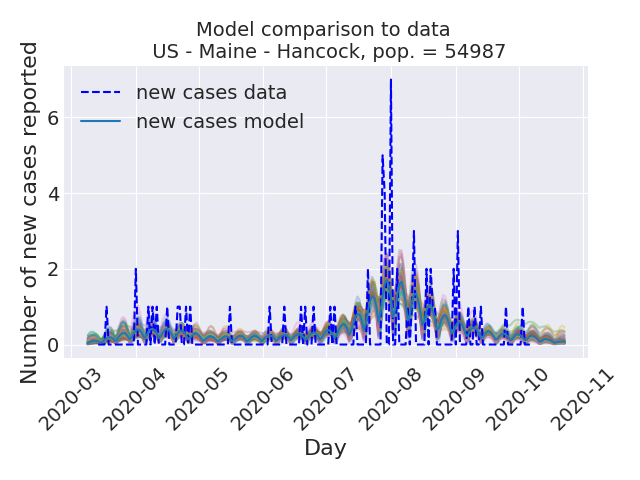 Model comparison to data
US - Maine - Hancock, pop. = 54987
Number of new cases reported
6
4
2
0
new cases data
new cases model
2020-03
2020-04
2020-05
2020-06
2020-07
2020-08
2020-09
2020-10
2020-11
Day